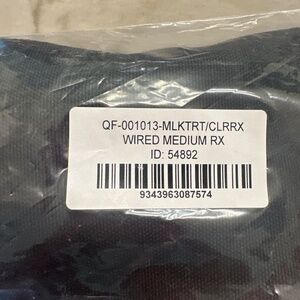 QF-001013-MLKTRT/CLRRX
WIRED MEDIUM RX
ID: 54892
9343963087574